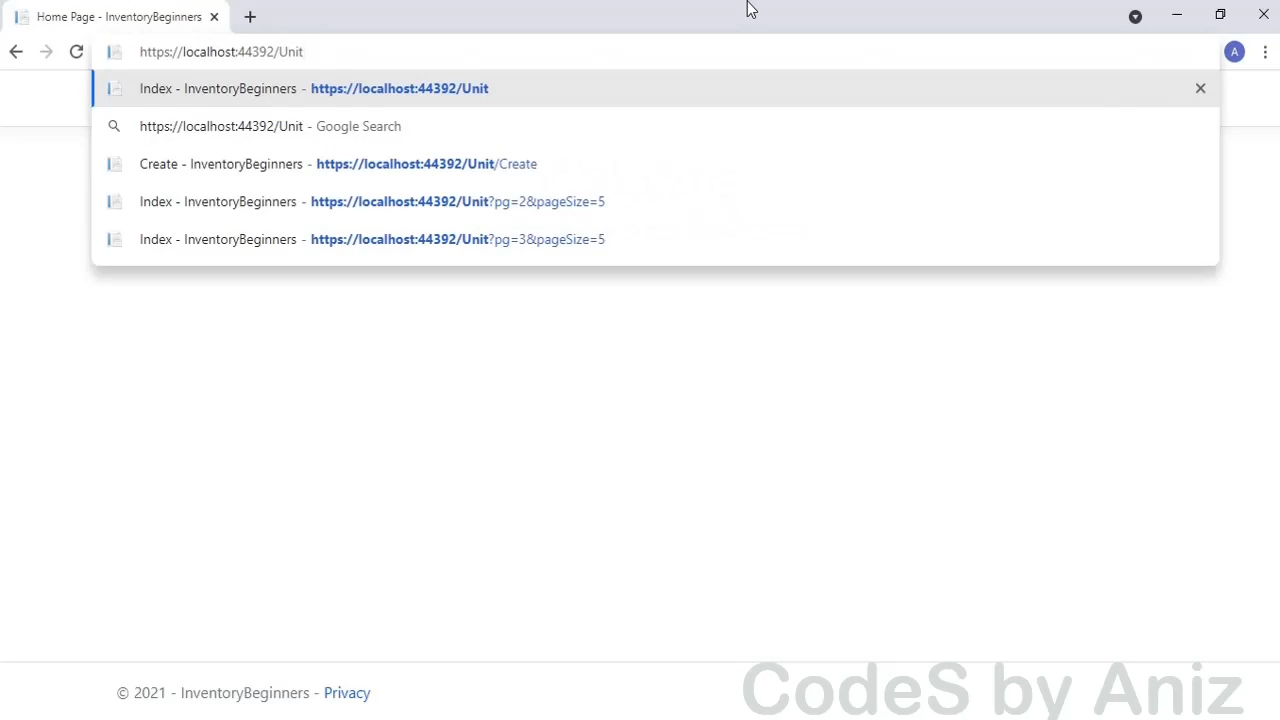 Home Page - InventoryBeginners
https://localhost:44392/Unit
A
Index - InventoryBeginners - https://localhost:44392/Unit
https://localhost:44392/Unit - Google Search
Create - InventoryBeginners - https://localhost:44392/Unit/Create
Index - InventoryBeginners - https://localhost:44392/Unit?pg=2&pageSize=5
Index - InventoryBeginners - https://localhost:44392/Unit?pg=3&pageSize=5
© 2021 - InventoryBeginners - Privacy
CodeS by Aniz